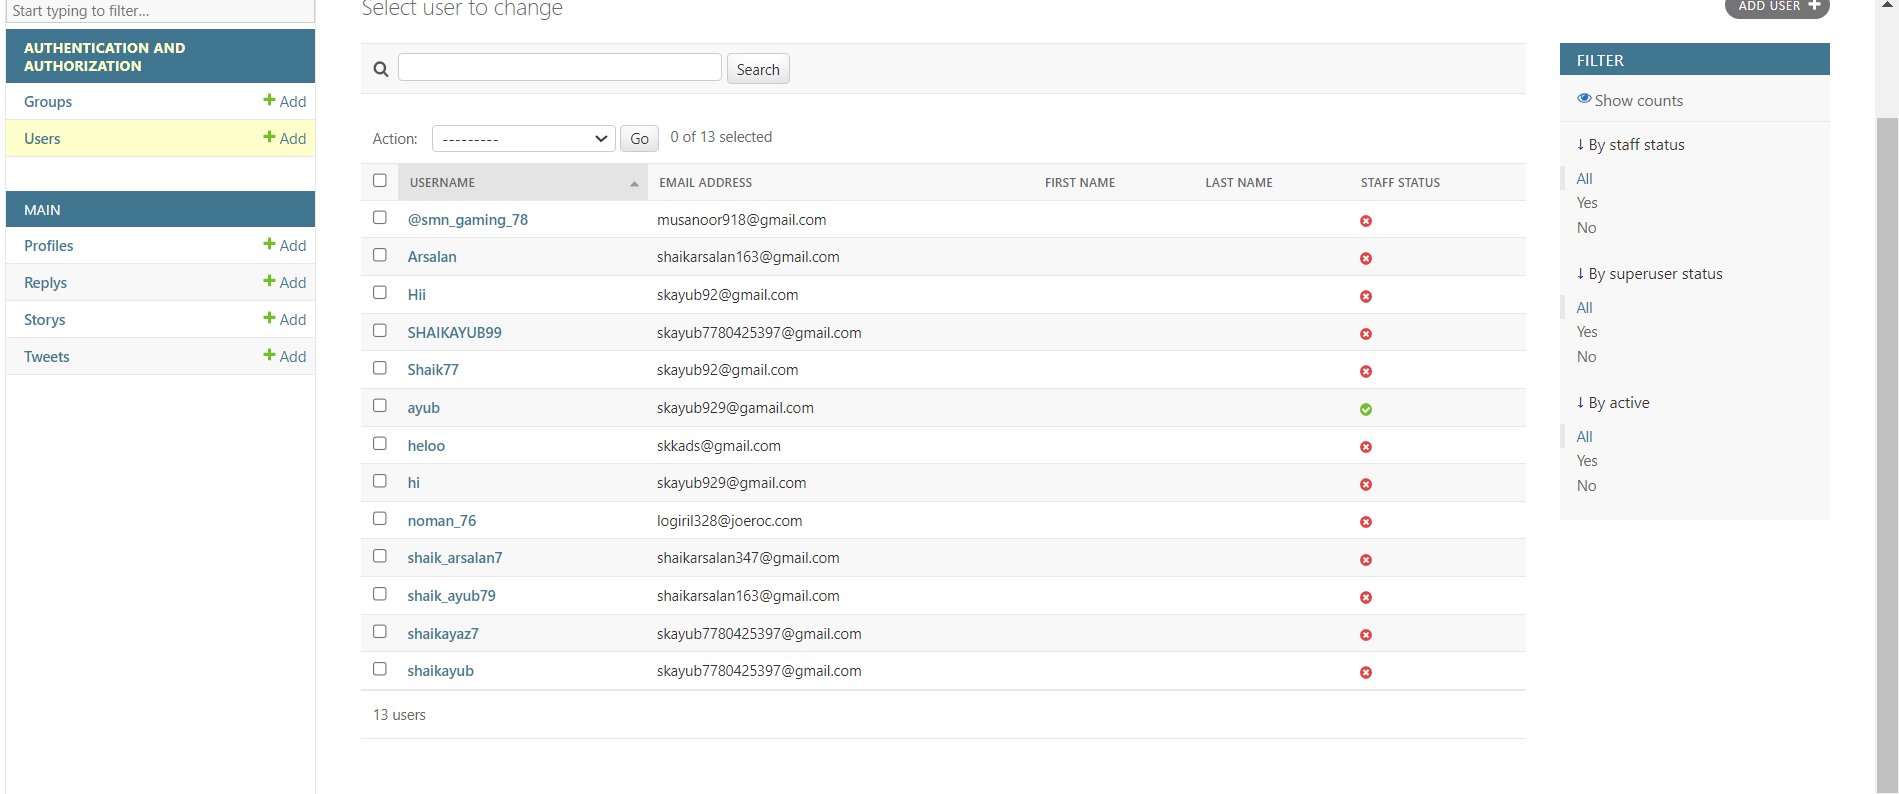 Start typing to filter...
AUTHENTICATION AND
AUTHORIZATION
Groups + Add
Users + Add
MAIN
Profiles + Add
Replys + Add
Storys + Add
Tweets + Add
Select user to change
ADD USER +
Search
Action: --------- Go 0 of 13 selected
USERNAME EMAIL ADDRESS FIRST NAME LAST NAME STAFF STATUS
@smn_gaming_78 musanoor918@gmail.com
Arsalan shaikarsalan163@gmail.com
Hii skayub92@gmail.com
SHAIKAYUB99 skayub7780425397@gmail.com
Shaik77 skayub92@gmail.com
ayub skayub929@gamail.com
heloo skkads@gmail.com
hi skayub929@gmail.com
noman_76 logiril328@joeroc.com
shaik_arsalan7 shaikarsalan347@gmail.com
shaik_ayub79 shaikarsalan163@gmail.com
shaikayaz7 skayub7780425397@gmail.com
shaikayub skayub7780425397@gmail.com
13 users
FILTER
Show counts
↓ By staff status
All
Yes
No
↓ By superuser status
All
Yes
No
↓ By active
All
Yes
No